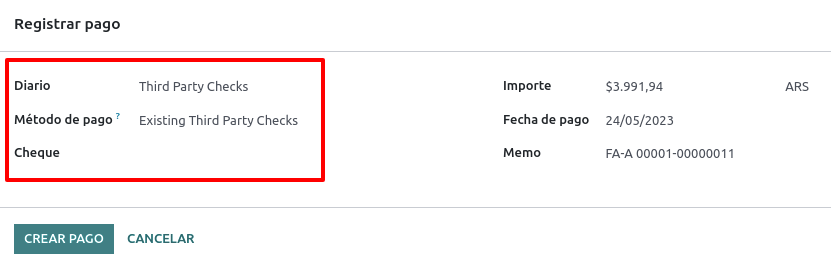 Registrar pago
Diario Third Party Checks
Importe $3.991,94 ARS
Método de pago ? Existing Third Party Checks
Fecha de pago 24/05/2023
Cheque
Memo FA-A 00001-00000011
CREAR PAGO CANCELAR